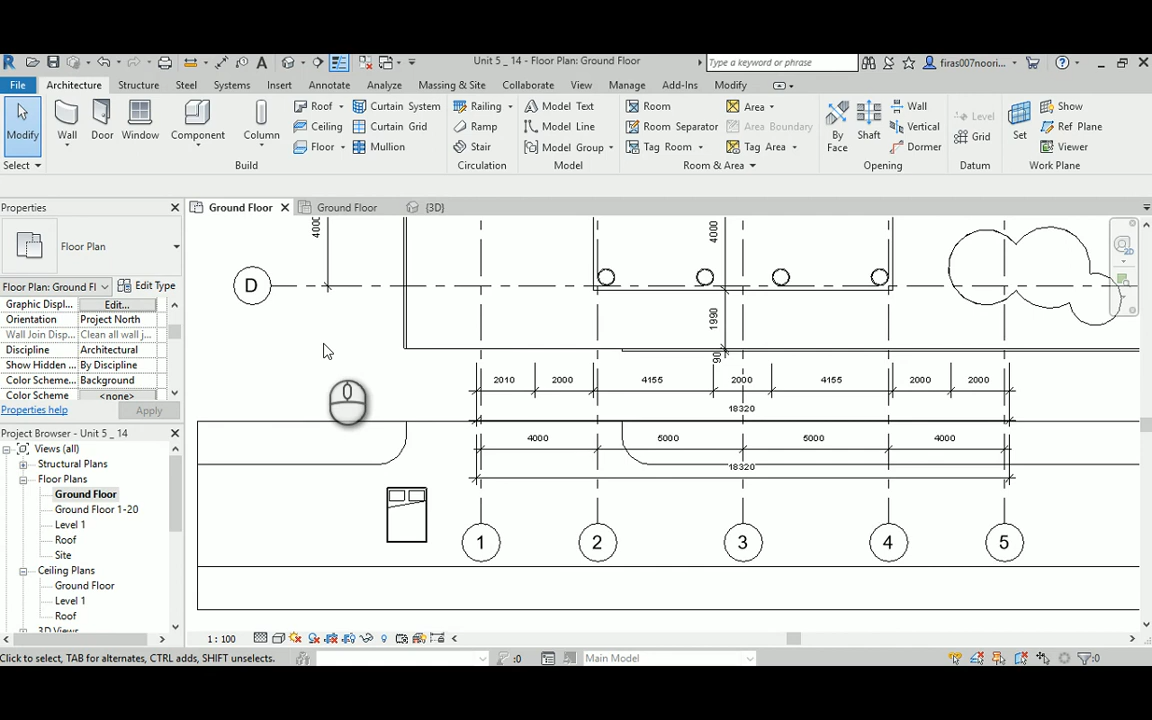 Unit 5 _ 14 - Floor Plan: Ground Floor
Type a keyword or phrase
firas007noori...
File Architecture Structure Steel Systems Insert Annotate Analyze Massing & Site Collaborate View Manage Add-Ins Modify
Modify
Wall
Door
Window
Component
Column
Roof
Ceiling
Floor
Curtain System
Curtain Grid
Mullion
Railing
Ramp
Stair
Model Text
Model Line
Model Group
Room
Room Separator
Tag Room
Area
Area Boundary
Tag Area
By
Face
Shaft
Wall
Vertical
Dormer
Level
Grid
Set
Show
Ref Plane
Viewer
Select
Build
Circulation
Model
Room & Area
Opening
Datum
Work Plane
Properties
Ground Floor
Ground Floor
{3D}
Floor Plan
Floor Plan: Ground Fl
Edit Type
Graphic Displ... Edit...
Orientation Project North
Wall Join Disp... Clean all wall j...
Discipline Architectural
Show Hidden By Discipline
Color Scheme... Background
Color Scheme <none>
Properties help
Apply
Project Browser - Unit 5 _ 14
Views (all)
Structural Plans
Floor Plans
Ground Floor
Ground Floor 1-20
Level 1
Roof
Site
Ceiling Plans
Ground Floor
Level 1
Roof
3D Views
4000
4000
D
1990
90
2010 2000 4155 2000 4155 2000 2000
18320
4000 5000 5000 4000
18320
1 2 3 4 5
1 : 100
Click to select, TAB for alternates, CTRL adds, SHIFT unselects.
:0
Main Model
:0